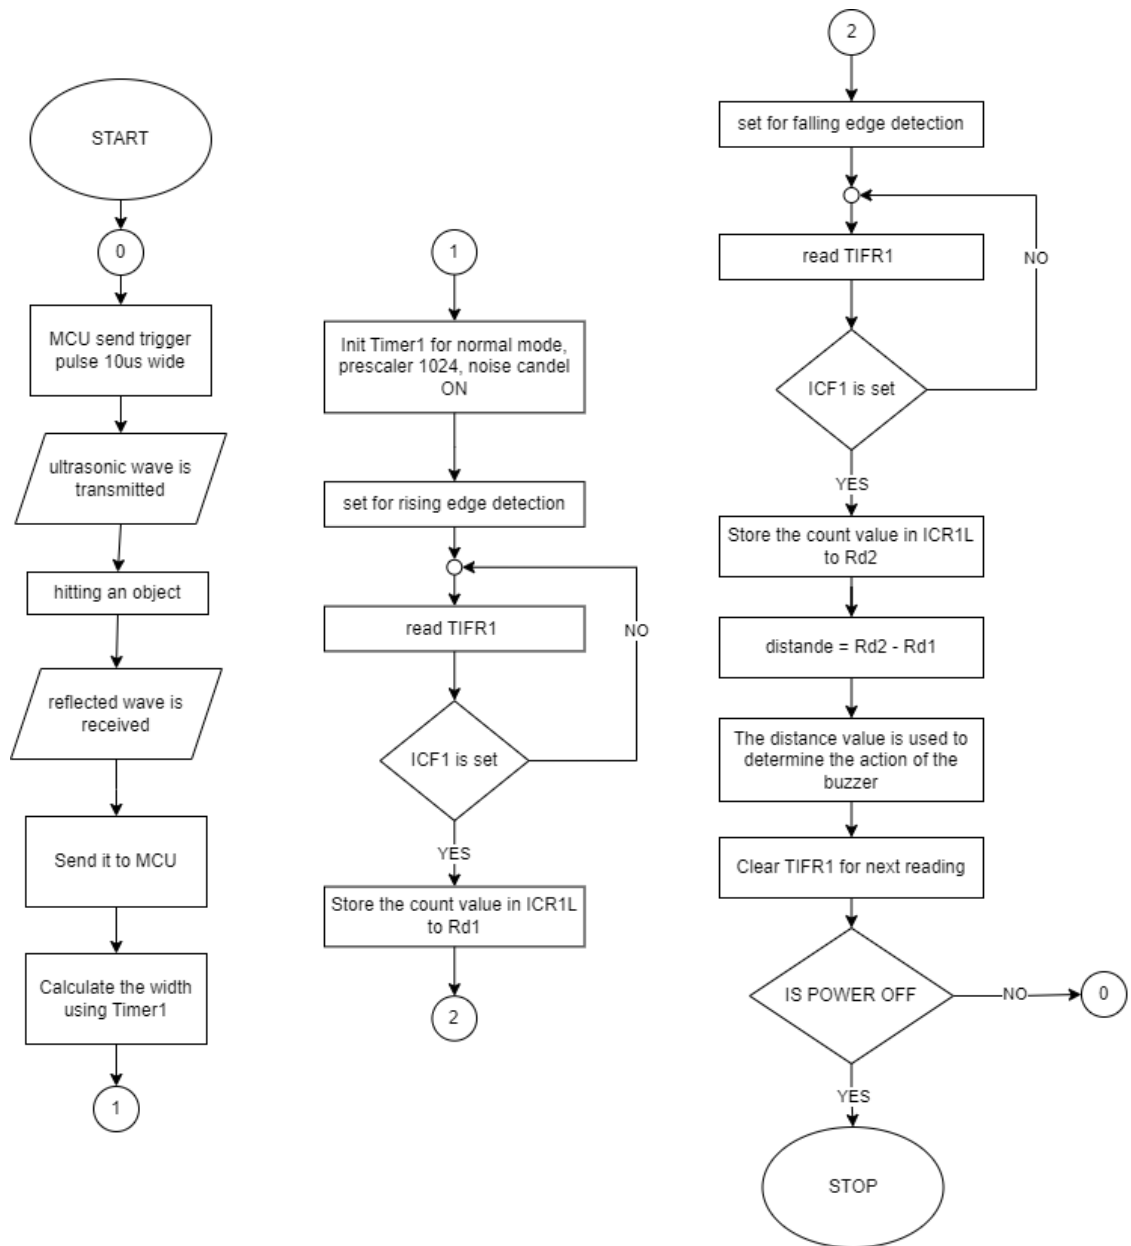 START
0
MCU send trigger
pulse 10us wide
ultrasonic wave is
transmitted
hitting an object
reflected wave is
received
Send it to MCU
Calculate the width
using Timer1
1
1
Init Timer1 for normal mode,
prescaler 1024, noise candel
ON
set for rising edge detection
read TIFR1
NO
ICF1 is set
YES
Store the count value in ICR1L
to Rd1
2
2
set for falling edge detection
read TIFR1
NO
ICF1 is set
YES
Store the count value in ICR1L
to Rd2
distande = Rd2 - Rd1
The distance value is used to
determine the action of the
buzzer
Clear TIFR1 for next reading
IS POWER OFF
NO
0
YES
STOP